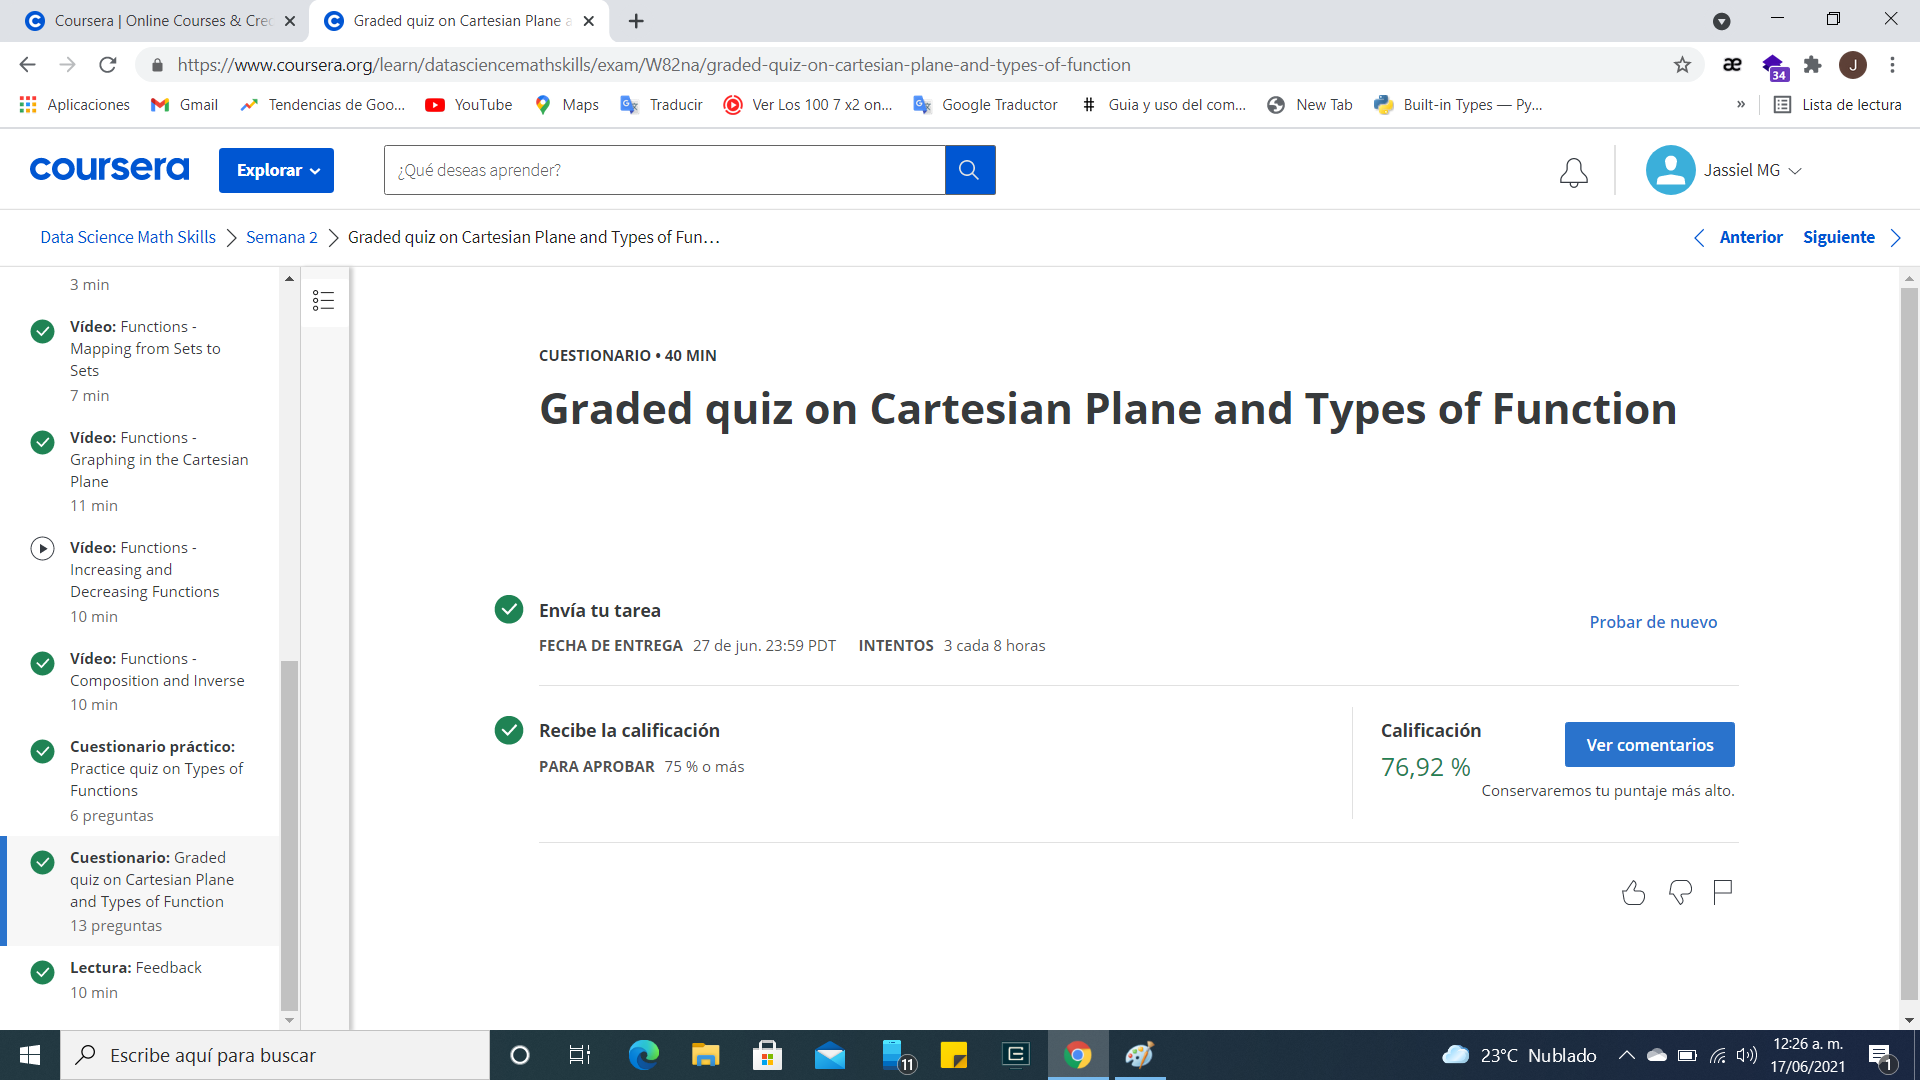 Coursera | Online Courses & Cre
Graded quiz on Cartesian Plane a
https://www.coursera.org/learn/datasciencemathskills/exam/W82na/graded-quiz-on-cartesian-plane-and-types-of-function
æ
34
J
Aplicaciones
Gmail
Tendencias de Goo...
YouTube
Maps
Traducir
Ver Los 100 7 x2 on...
Google Traductor
Guia y uso del com...
New Tab
Built-in Types — Py...
»
Lista de lectura
coursera
Explorar
¿Qué deseas aprender?
Jassiel MG
Data Science Math Skills
Semana 2
Graded quiz on Cartesian Plane and Types of Fun…
Anterior
Siguiente
3 min
Vídeo: Functions -
Mapping from Sets to
Sets
7 min
Vídeo: Functions -
Graphing in the Cartesian
Plane
11 min
Vídeo: Functions -
Increasing and
Decreasing Functions
10 min
Vídeo: Functions -
Composition and Inverse
10 min
Cuestionario práctico:
Practice quiz on Types of
Functions
6 preguntas
Cuestionario: Graded
quiz on Cartesian Plane
and Types of Function
13 preguntas
Lectura: Feedback
10 min
CUESTIONARIO • 40 MIN
Graded quiz on Cartesian Plane and Types of Function
Envía tu tarea
FECHA DE ENTREGA 27 de jun. 23:59 PDT INTENTOS 3 cada 8 horas
Probar de nuevo
Recibe la calificación
PARA APROBAR 75 % o más
Calificación
76,92 %
Ver comentarios
Conservaremos tu puntaje más alto.
Escribe aquí para buscar
11
23°C Nublado
12:26 a. m.
17/06/2021
1